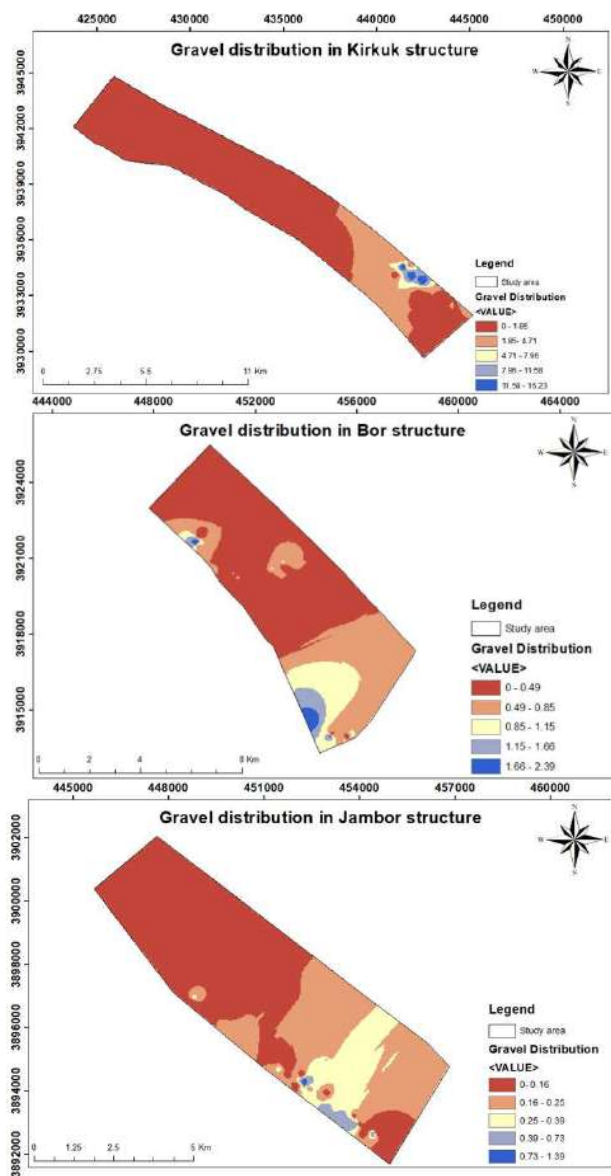 425000 430000 435000 440000 445000 450000
Gravel distribution in Kirkuk structure
N
W E
S
3945000
3942000
3939000
3936000
3933000
3930000
Legend
Study area
Gravel Distribution
<VALUE>
0 - 1.85
1.85 - 4.71
4.71 - 7.95
7.95 - 11.58
11.58 - 15.23
0 2.75 5.5 11 Km
444000 448000 452000 456000 460000 464000
Gravel distribution in Bor structure
N
W E
S
3924000
3921000
3918000
3915000
Legend
Study area
Gravel Distribution
<VALUE>
0 - 0.49
0.49 - 0.85
0.85 - 1.15
1.15 - 1.66
1.66 - 2.39
0 2 4 8 Km
445000 448000 451000 454000 457000 460000
Gravel distribution in Jambor structure
N
W E
S
3902000
3900000
3898000
3896000
3894000
3892000
Legend
Study area
Gravel Distribution
<VALUE>
0- 0.16
0.16 - 0.25
0.25 - 0.39
0.39 - 0.73
0.73 - 1.39
0 1.25 2.5 5 Km